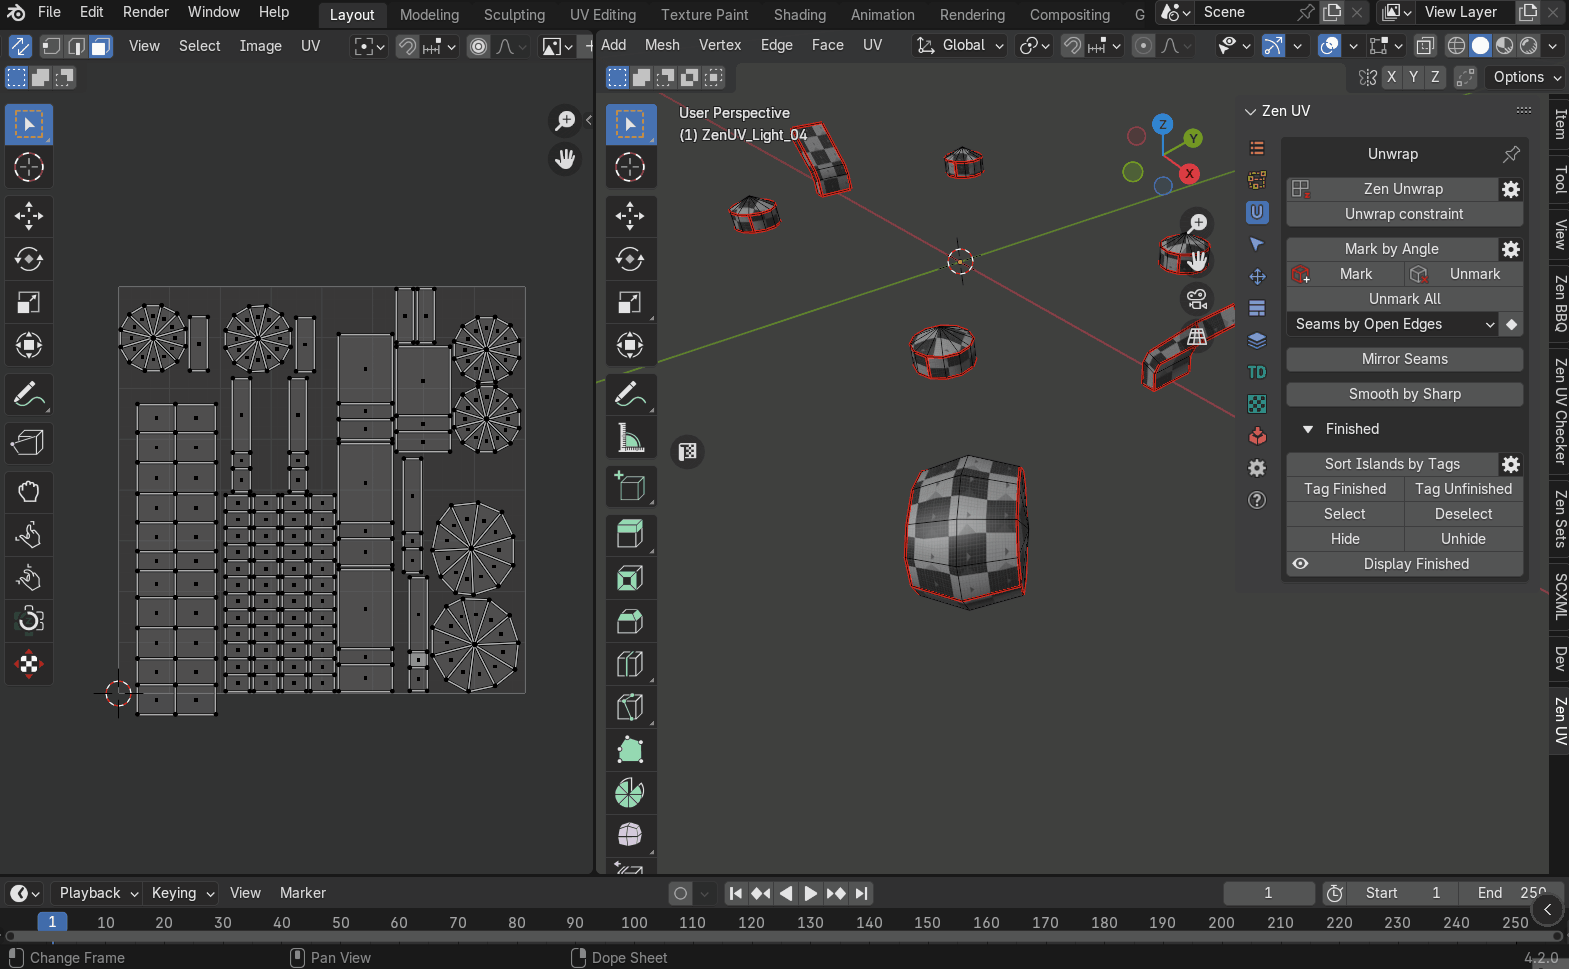 File Edit Render Window Help Layout Modeling Sculpting UV Editing Texture Paint Shading Animation Rendering Compositing G Scene View Layer
View Select Image UV
Add Mesh Vertex Edge Face UV Global
X Y Z Options
User Perspective
(1) ZenUV_Light_04
Z
Y
X
Zen UV
Unwrap
Zen Unwrap
Unwrap constraint
Mark by Angle
Mark Unmark
Unmark All
Seams by Open Edges
Mirror Seams
Smooth by Sharp
Finished
Sort Islands by Tags
Tag Finished Tag Unfinished
Select Deselect
Hide Unhide
Display Finished
TD
Item
Tool
View
Zen BBQ
Zen UV Checker
Zen Sets
SCXML
Dev
Zen UV
Playback Keying View Marker 1 Start 1 End 250
1 10 20 30 40 50 60 70 80 90 100 110 120 130 140 150 160 170 180 190 200 210 220 230 240 250
Change Frame Pan View Dope Sheet 4.2.0